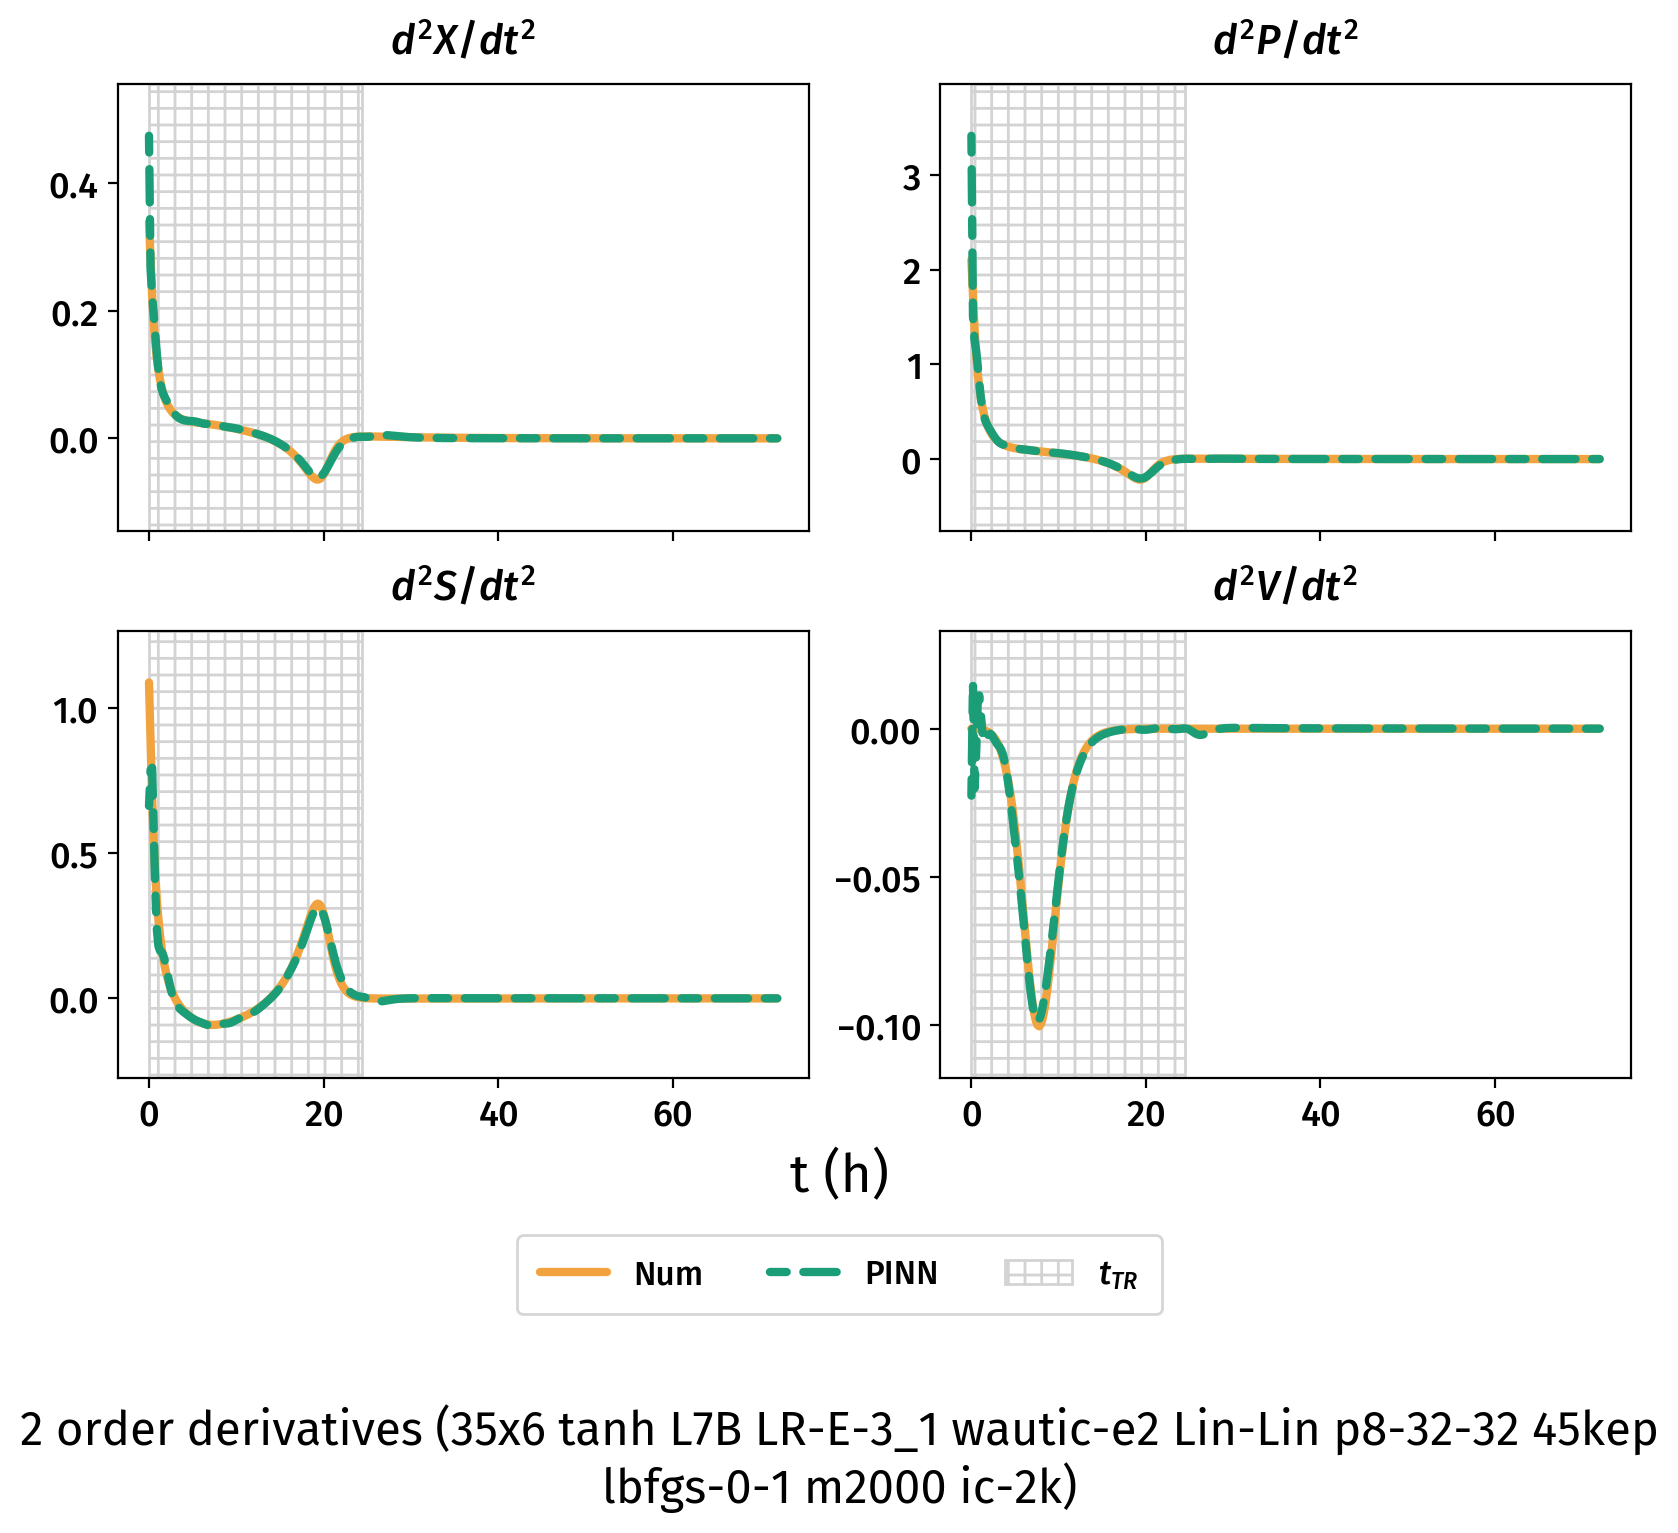 d²X/dt²
d²P/dt²
0.4
0.2
0.0
3
2
1
0
d²S/dt²
d²V/dt²
1.0
0.5
0.0
0.00
−0.05
−0.10
0 20 40 60
0 20 40 60
t (h)
Num PINN t_TR
2 order derivatives (35x6 tanh L7B LR-E-3_1 wautic-e2 Lin-Lin p8-32-32 45kep
lbfgs-0-1 m2000 ic-2k)